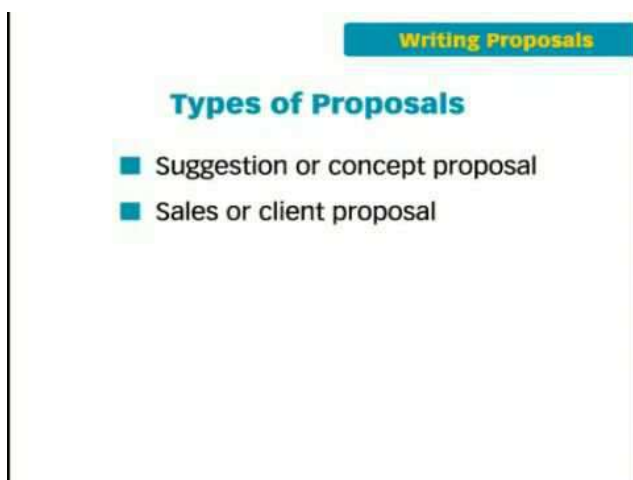 Writing Proposals
Types of Proposals
Suggestion or concept proposal
Sales or client proposal